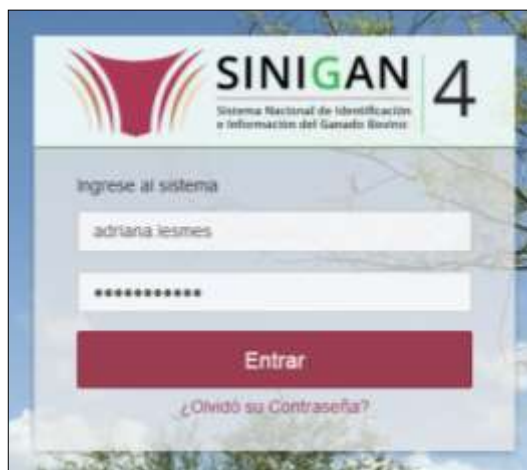 SINIGAN 4
Sistema Nacional de Identificación
e Información del Ganado Bovino
Ingrese al sistema
adriana lesmes
•••••••••••
Entrar
¿Olvidó su Contraseña?